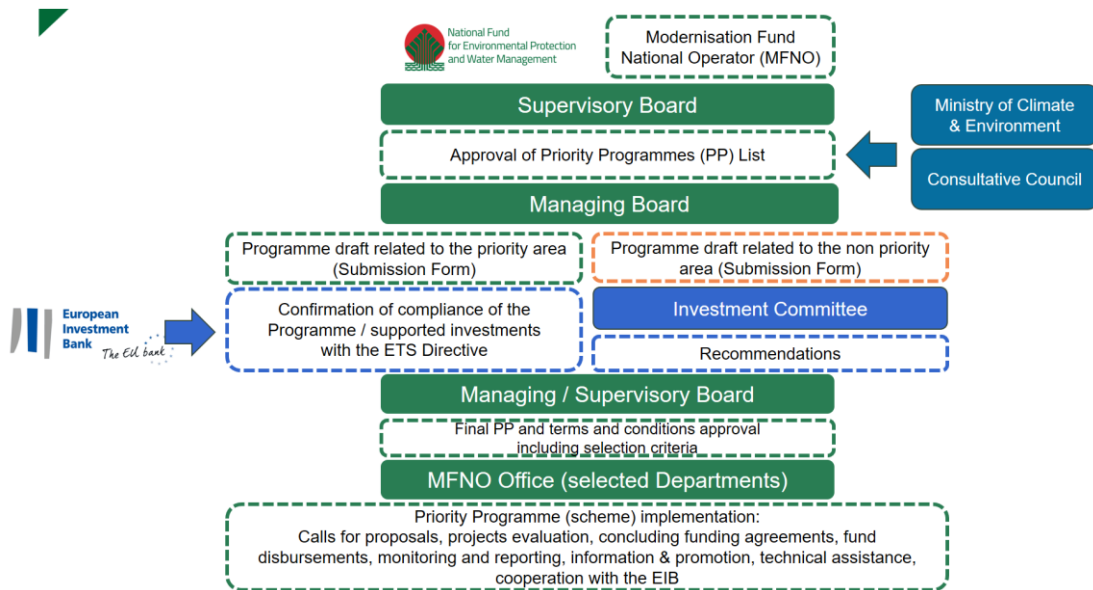 National Fund
for Environmental Protection
and Water Management
Modernisation Fund
National Operator (MFNO)
Supervisory Board
Ministry of Climate
& Environment
Approval of Priority Programmes (PP) List
Consultative Council
Managing Board
Programme draft related to the priority area
(Submission Form)
Programme draft related to the non priority
area (Submission Form)
European
Investment
Bank
The EU bank
Confirmation of compliance of the
Programme / supported investments
with the ETS Directive
Investment Committee
Recommendations
Managing / Supervisory Board
Final PP and terms and conditions approval
including selection criteria
MFNO Office (selected Departments)
Priority Programme (scheme) implementation:
Calls for proposals, projects evaluation, concluding funding agreements, fund
disbursements, monitoring and reporting, information & promotion, technical assistance,
cooperation with the EIB